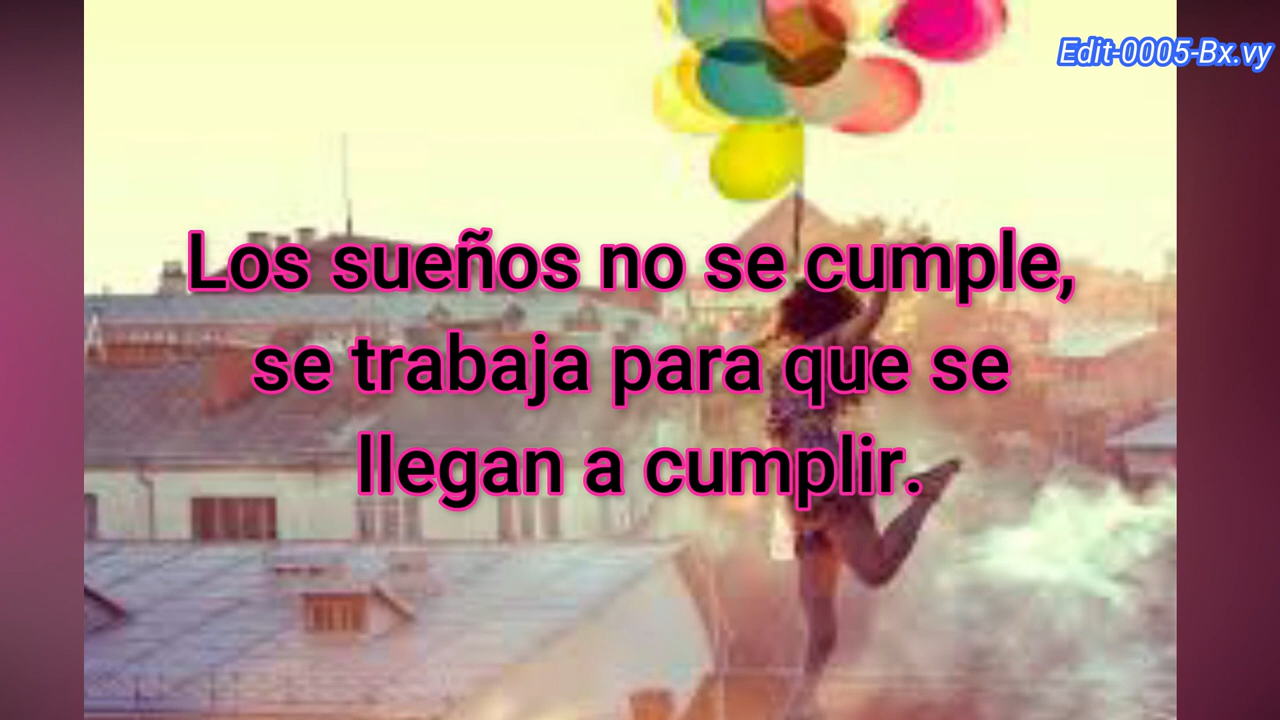 Edit-0005-Bx.vy
Los sueños no se cumple,
se trabaja para que se
llegan a cumplir.